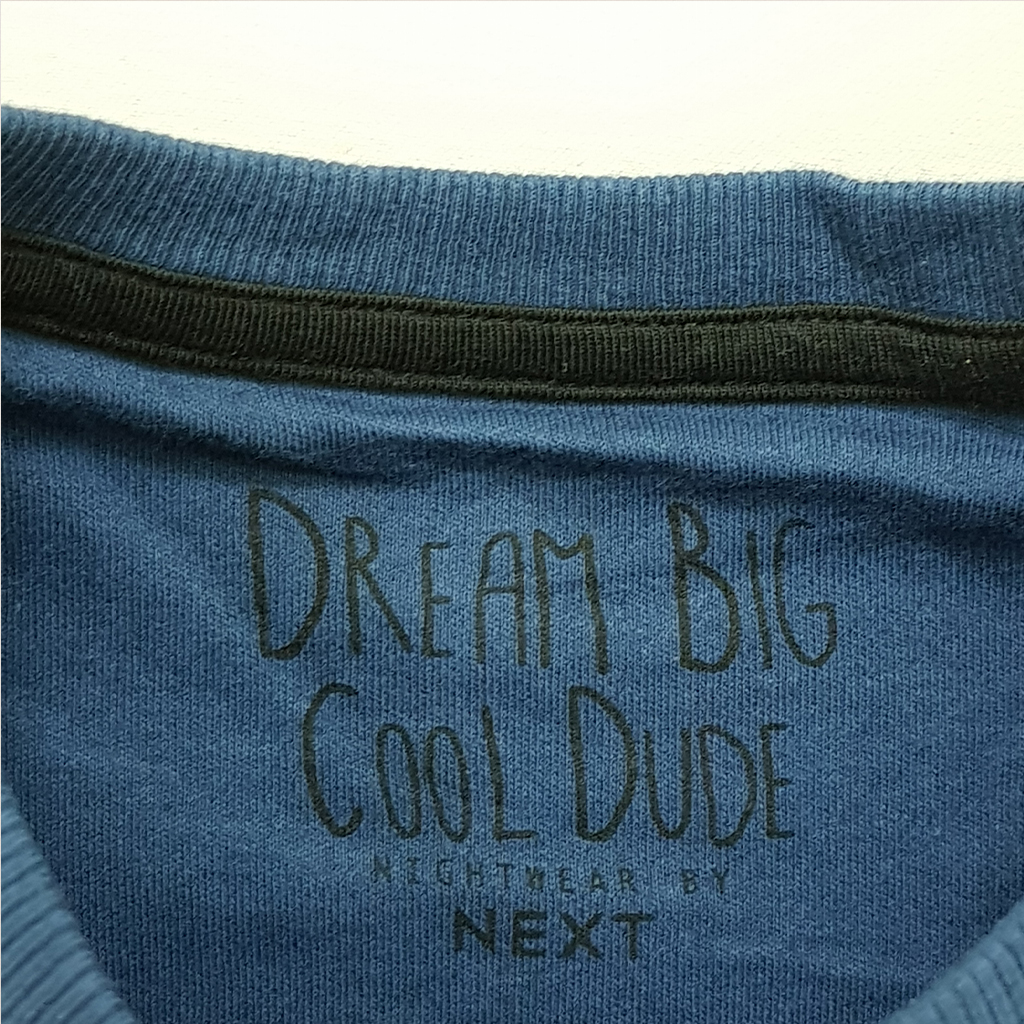 DREAM BIG
COOL DUDE
NIGHTWEAR BY
NEXT